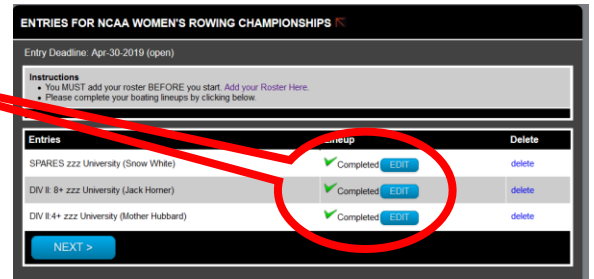 ENTRIES FOR NCAA WOMEN'S ROWING CHAMPIONSHIPS
Entry Deadline: Apr-30-2019 (open)
Instructions
• You MUST add your roster BEFORE you start. Add your Roster Here.
• Please complete your boating lineups by clicking below.
Entries Lineup Delete
SPARES zzz University (Snow White) Completed EDIT delete
DIV II: 8+ zzz University (Jack Horner) Completed EDIT delete
DIV II:4+ zzz University (Mother Hubbard) Completed EDIT delete
NEXT >